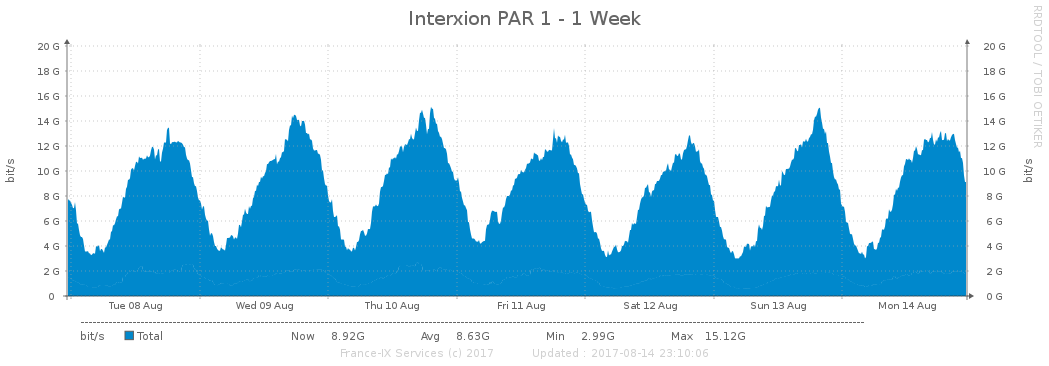 Interxion PAR 1 - 1 Week
RRDTOOL / TOBI OETIKER
20 G 20 G
18 G 18 G
16 G 16 G
14 G 14 G
12 G 12 G
10 G 10 G
8 G 8 G
6 G 6 G
4 G 4 G
2 G 2 G
0 0 G
bit/s
bit/s
Tue 08 Aug Wed 09 Aug Thu 10 Aug Fri 11 Aug Sat 12 Aug Sun 13 Aug Mon 14 Aug
bit/s Total Now 8.92G Avg 8.63G Min 2.99G Max 15.12G
France-IX Services (c) 2017 Updated : 2017-08-14 23:10:06